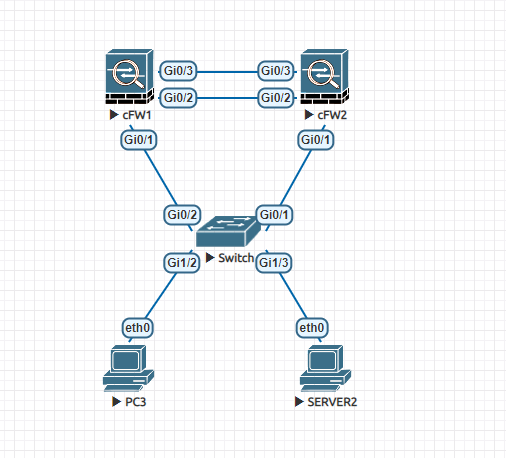 Gi0/3 Gi0/3
Gi0/2 Gi0/2
cFW1 cFW2
Gi0/1 Gi0/1
Gi0/2 Gi0/1
Switch
Gi1/2 Gi1/3
eth0 eth0
PC3 SERVER2